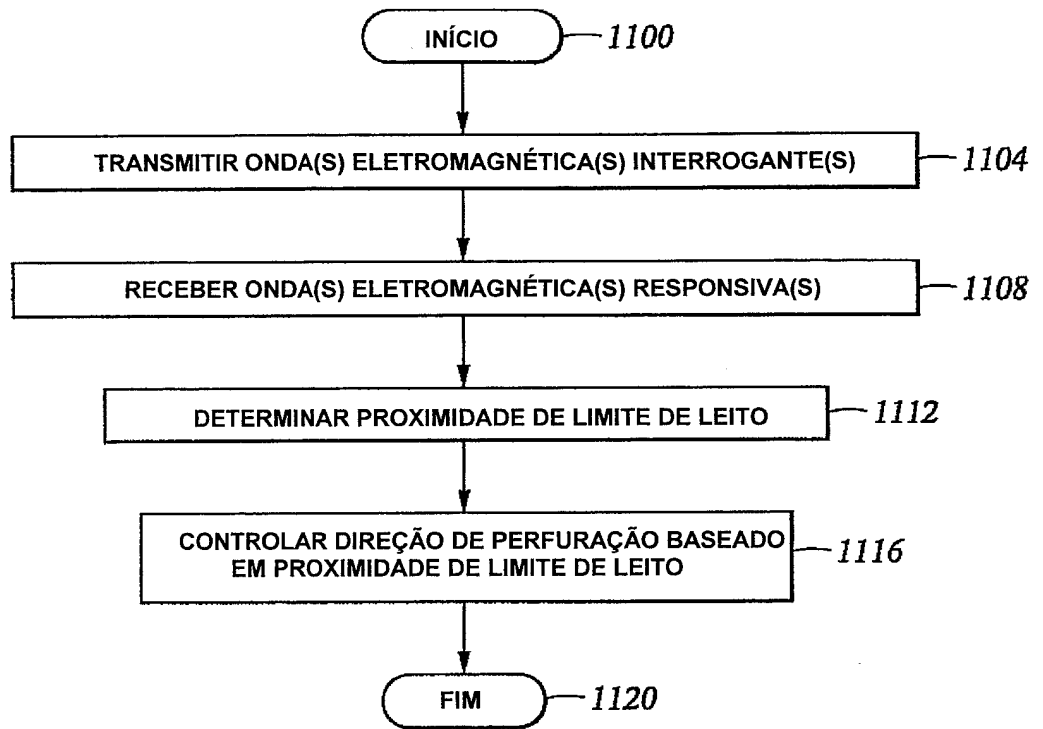 INÍCIO 1100
TRANSMITIR ONDA(S) ELETROMAGNÉTICA(S) INTERROGANTE(S) 1104
RECEBER ONDA(S) ELETROMAGNÉTICA(S) RESPONSIVA(S) 1108
DETERMINAR PROXIMIDADE DE LIMITE DE LEITO 1112
CONTROLAR DIREÇÃO DE PERFURAÇÃO BASEADO
EM PROXIMIDADE DE LIMITE DE LEITO 1116
FIM 1120